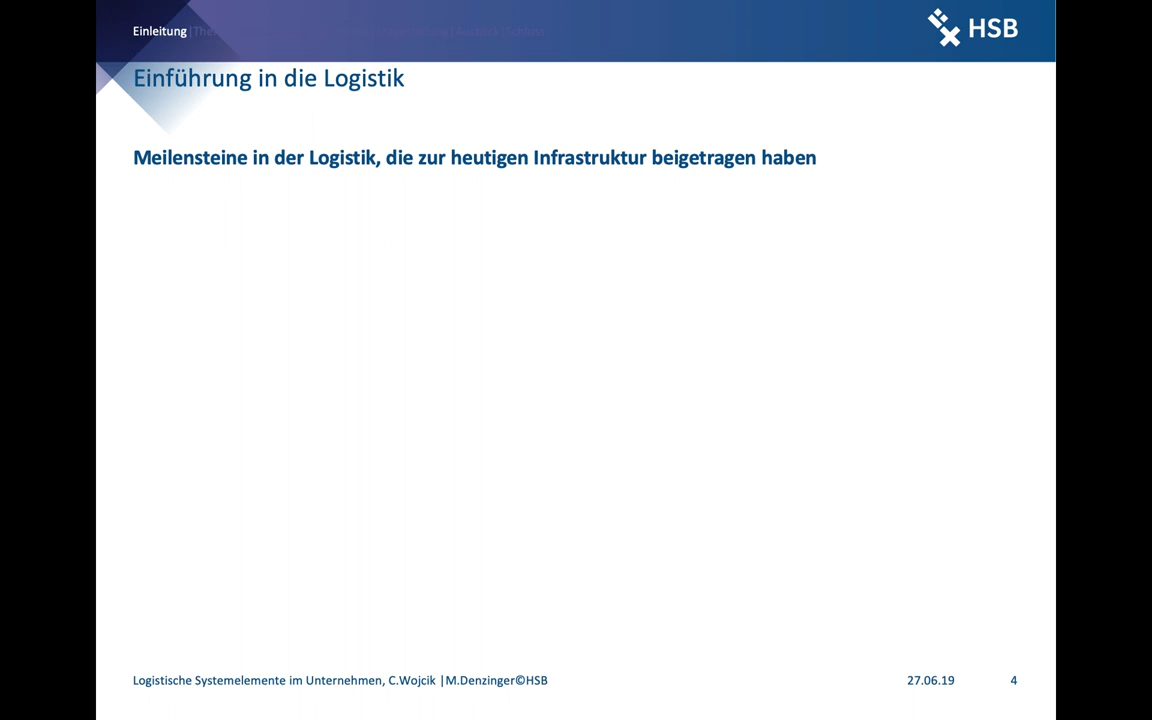 Einleitung
HSB
Einführung in die Logistik
Meilensteine in der Logistik, die zur heutigen Infrastruktur beigetragen haben
Logistische Systemelemente im Unternehmen, C.Wojcik |M.Denzinger©HSB
27.06.19
4